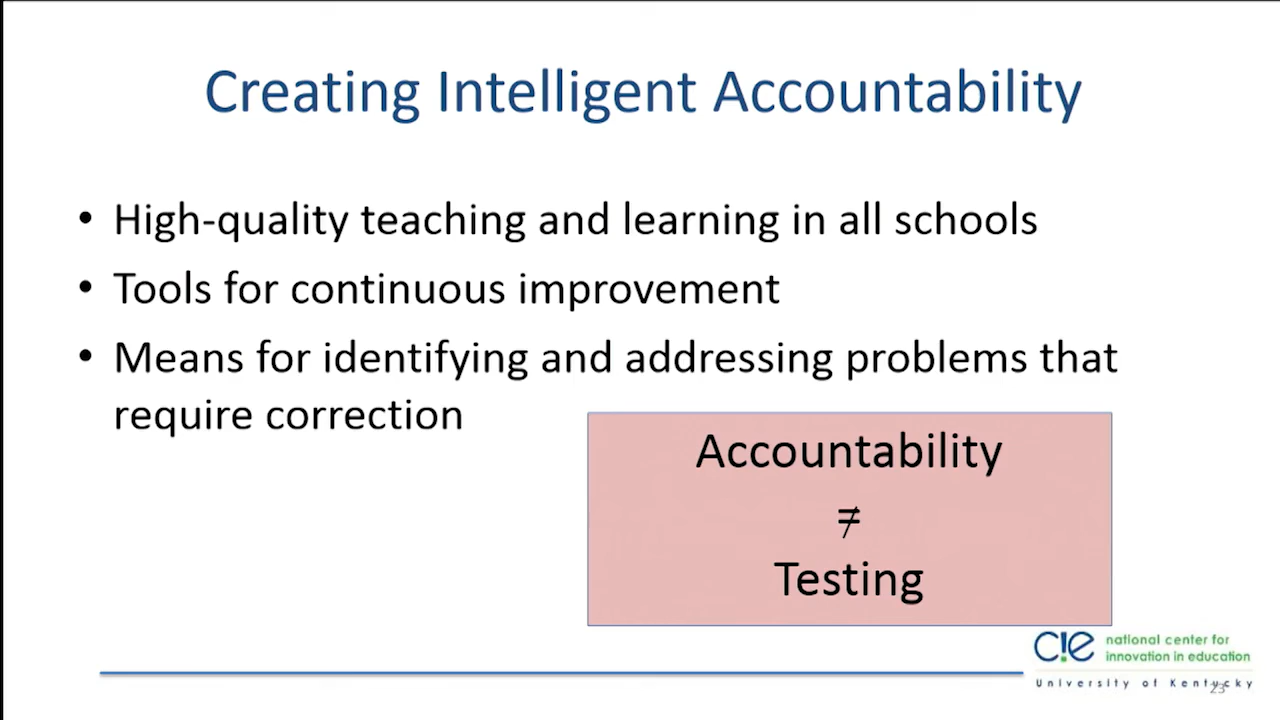 Creating Intelligent Accountability
• High-quality teaching and learning in all schools
• Tools for continuous improvement
• Means for identifying and addressing problems that
require correction
Accountability
≠
Testing
c!e national center for
innovation in education
University of Kentucky
23